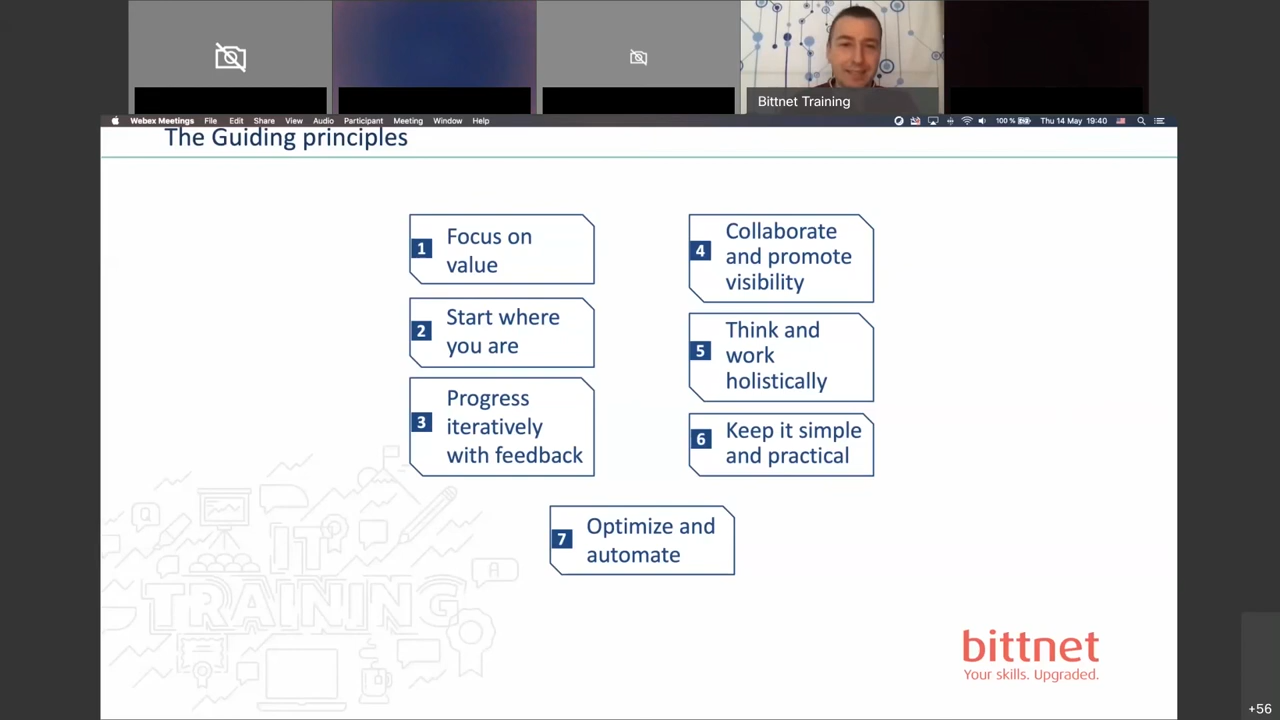 Bittnet Training
Webex Meetings File Edit Share View Audio Participant Meeting Window Help 100 % Thu 14 May 19:40
The Guiding principles
1
Focus on
value
2
Start where
you are
3
Progress
iteratively
with feedback
4
Collaborate
and promote
visibility
5
Think and
work
holistically
6
Keep it simple
and practical
7
Optimize and
automate
Q
IT
A
TRAINING
bittnet
Your skills. Upgraded.
+56